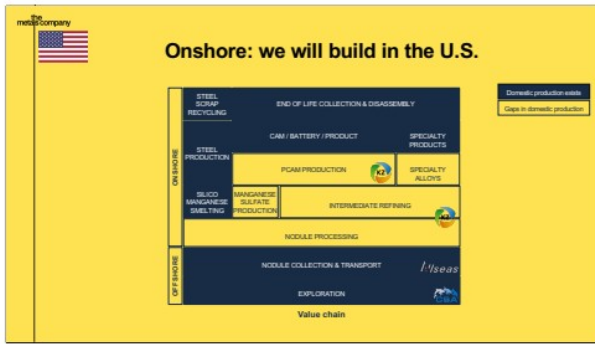 the
metals company
Onshore: we will build in the U.S.
Domestic production exists
Gaps in domestic production
ONSHORE
STEEL
SCRAP
RECYCLING
END OF LIFE COLLECTION & DISASSEMBLY
CAM / BATTERY / PRODUCT
SPECIALTY
PRODUCTS
STEEL
PRODUCTION
PCAM PRODUCTION
SPECIALTY
ALLOYS
SILICO
MANGANESE
SMELTING
MANGANESE
SULFATE
PRODUCTION
INTERMEDIATE REFINING
NODULE PROCESSING
OFFSHORE
NODULE COLLECTION & TRANSPORT
Allseas
EXPLORATION
CSA
Value chain